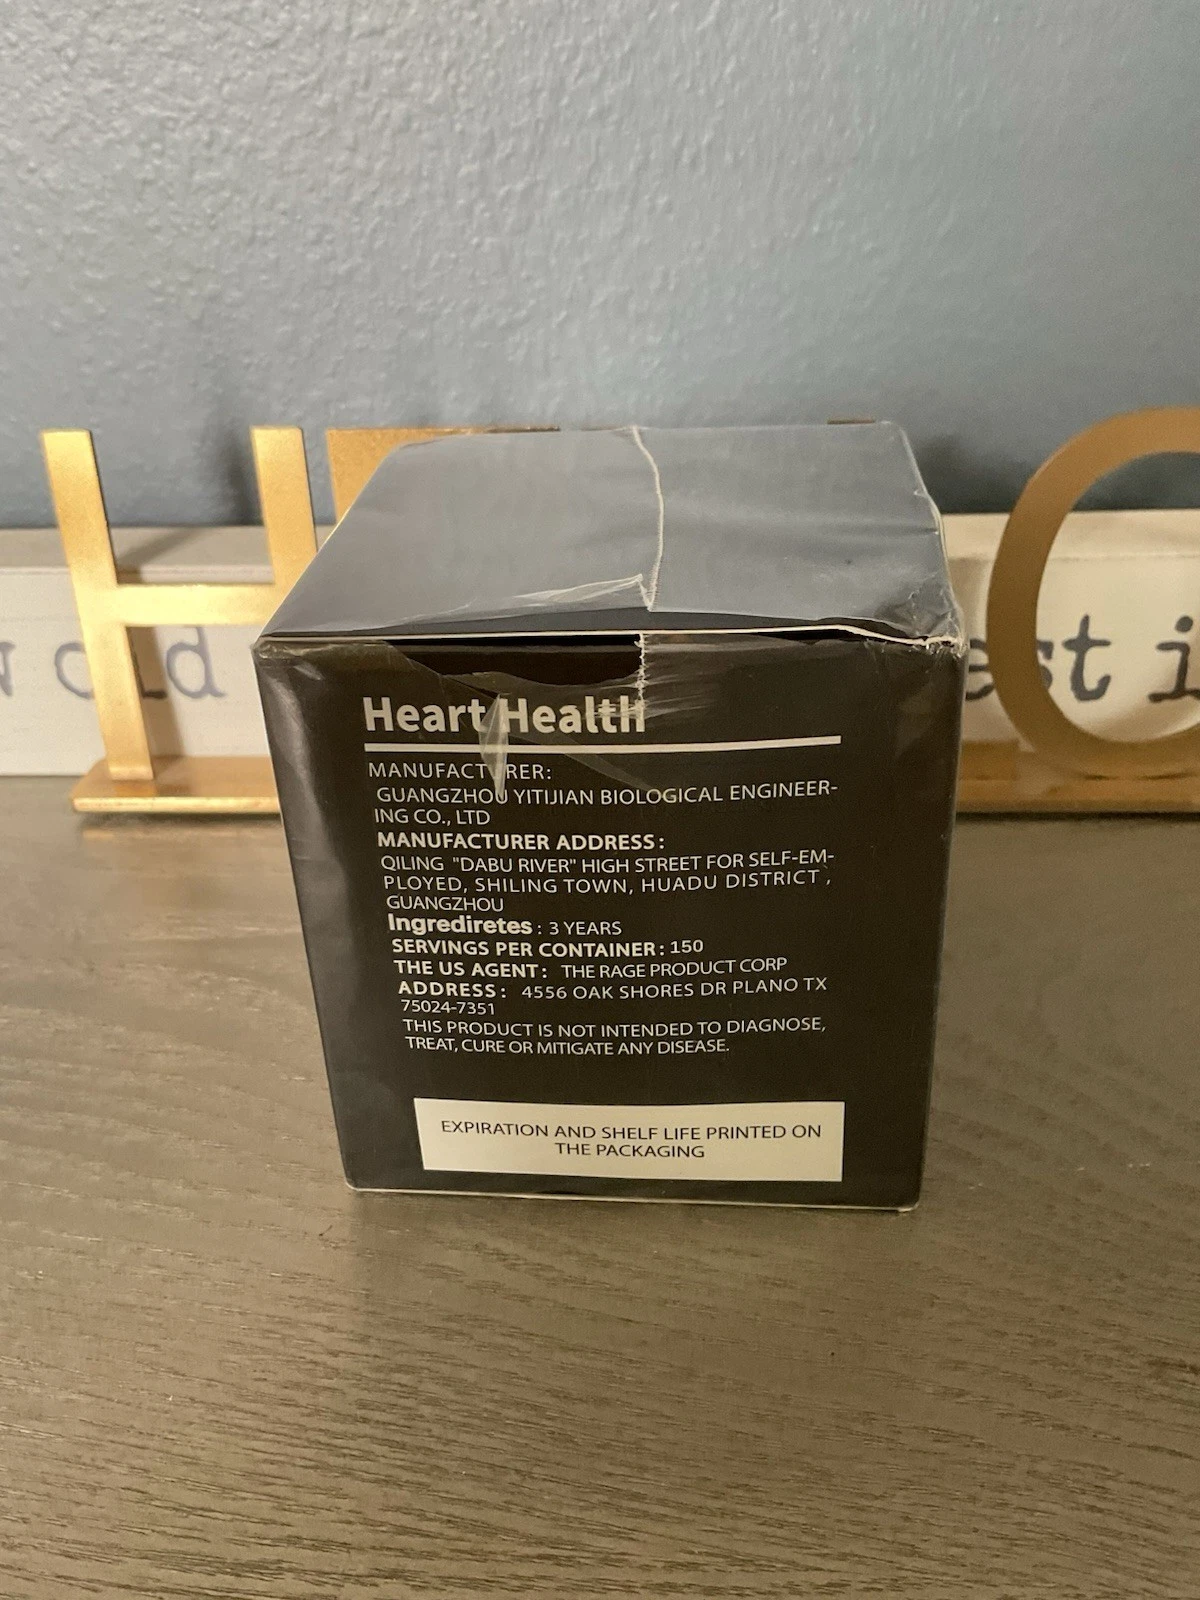 Heart Health
MANUFACTURER:
GUANGZHOU YITIJIAN BIOLOGICAL ENGINEER-
ING CO., LTD
MANUFACTURER ADDRESS:
QILING "DABU RIVER" HIGH STREET FOR SELF-EM-
PLOYED, SHILING TOWN, HUADU DISTRICT,
GUANGZHOU
Ingrediretes : 3 YEARS
SERVINGS PER CONTAINER: 150
THE US AGENT: THE RAGE PRODUCT CORP
ADDRESS: 4556 OAK SHORES DR PLANO TX
75024-7351
THIS PRODUCT IS NOT INTENDED TO DIAGNOSE,
TREAT, CURE OR MITIGATE ANY DISEASE.
EXPIRATION AND SHELF LIFE PRINTED ON
THE PACKAGING